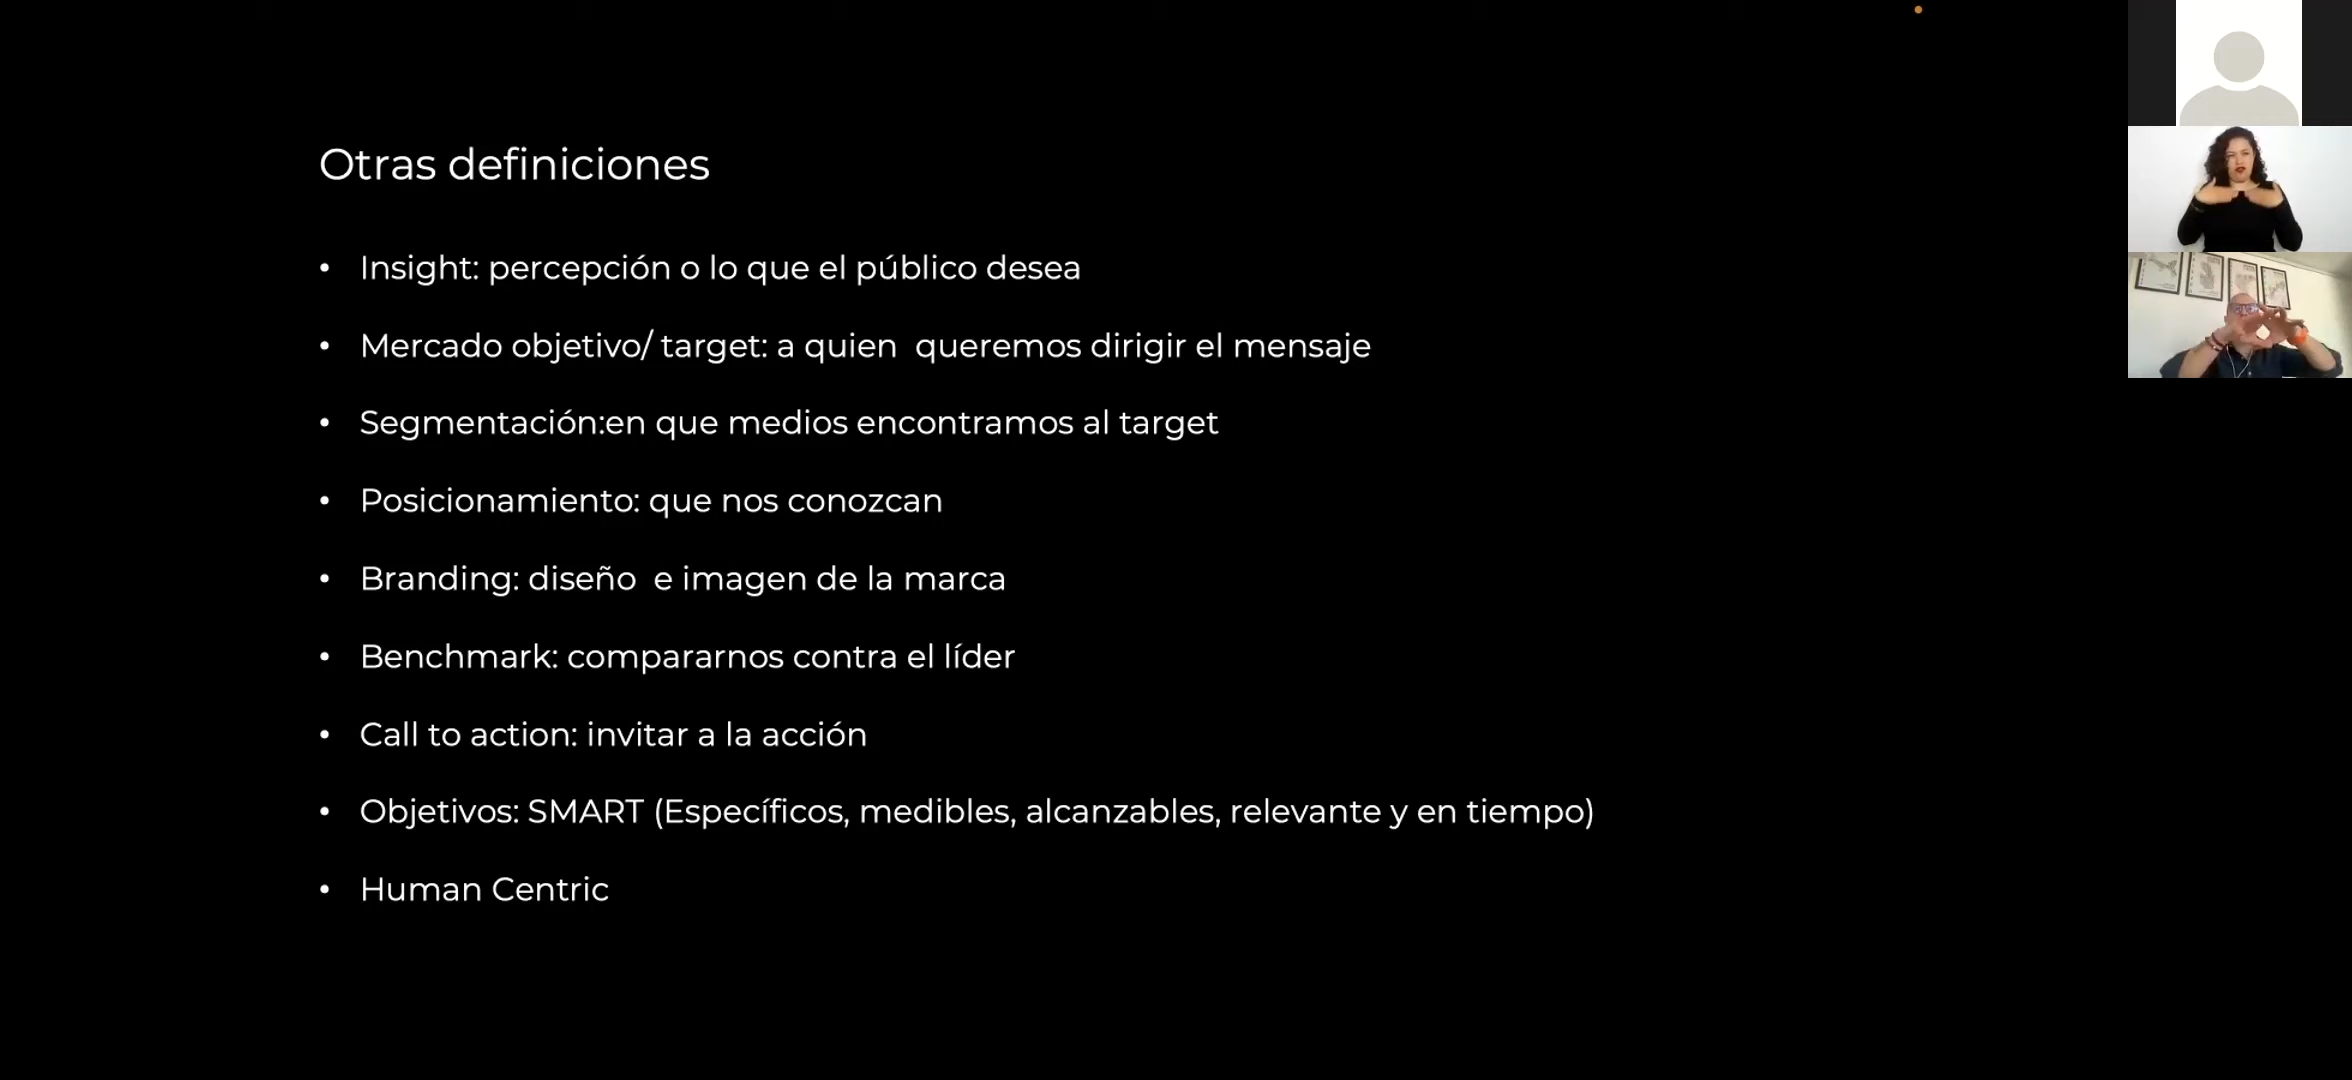 Otras definiciones
• Insight: percepción o lo que el público desea
• Mercado objetivo/ target: a quien  queremos dirigir el mensaje
• Segmentación:en que medios encontramos al target
• Posicionamiento: que nos conozcan
• Branding: diseño  e imagen de la marca
• Benchmark: compararnos contra el líder
• Call to action: invitar a la acción
• Objetivos: SMART (Específicos, medibles, alcanzables, relevante y en tiempo)
• Human Centric